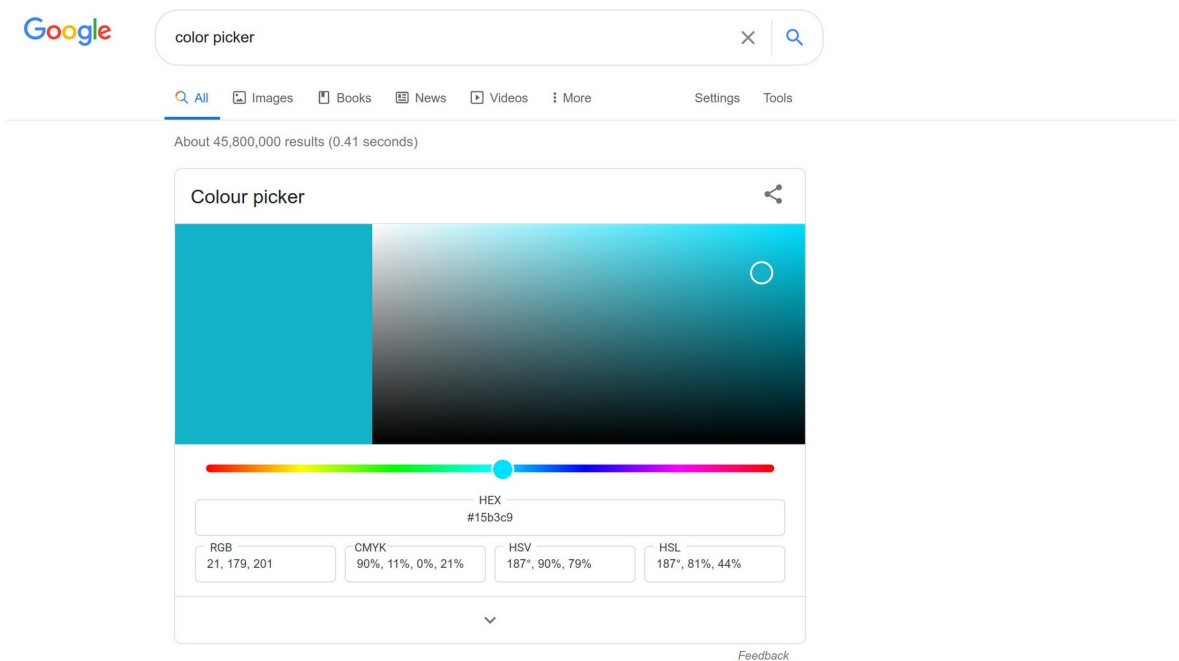 Google
color picker
All Images Books News Videos More Settings Tools
About 45,800,000 results (0.41 seconds)
Colour picker
HEX
#15b3c9
RGB CMYK HSV HSL
21, 179, 201 90%, 11%, 0%, 21% 187°, 90%, 79% 187°, 81%, 44%
Feedback